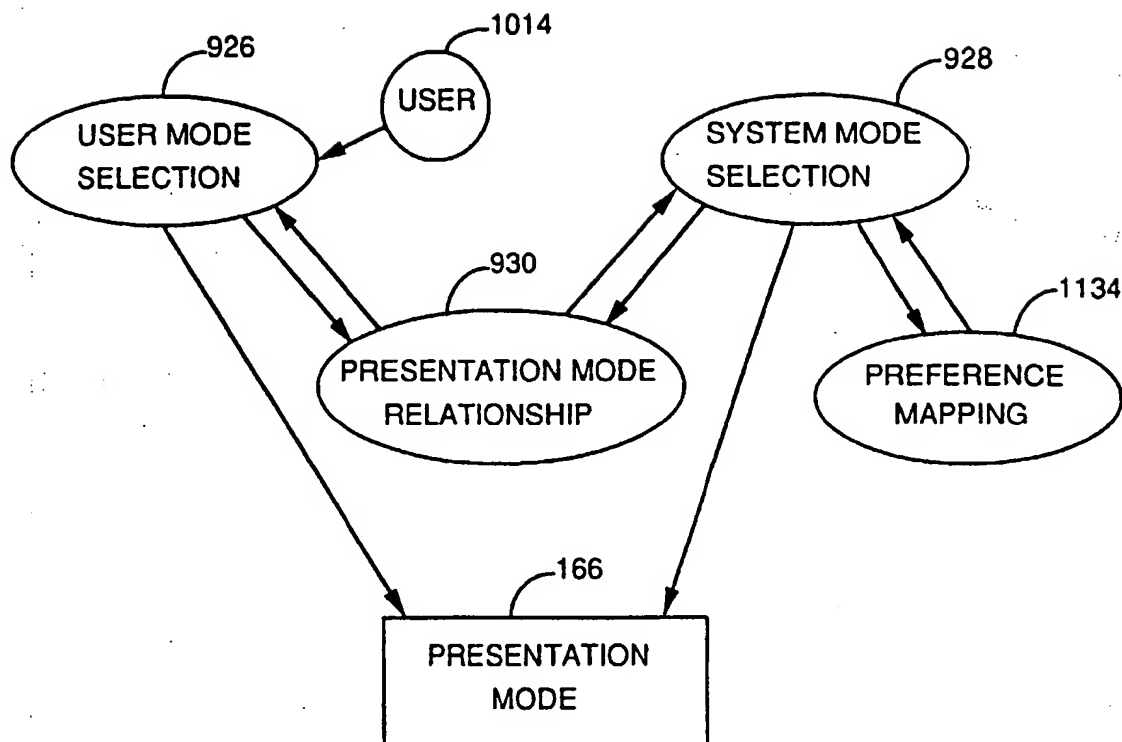 1014
926
928
USER
USER MODE
SELECTION
SYSTEM MODE
SELECTION
930
1134
PRESENTATION MODE
RELATIONSHIP
PREFERENCE
MAPPING
166
PRESENTATION
MODE